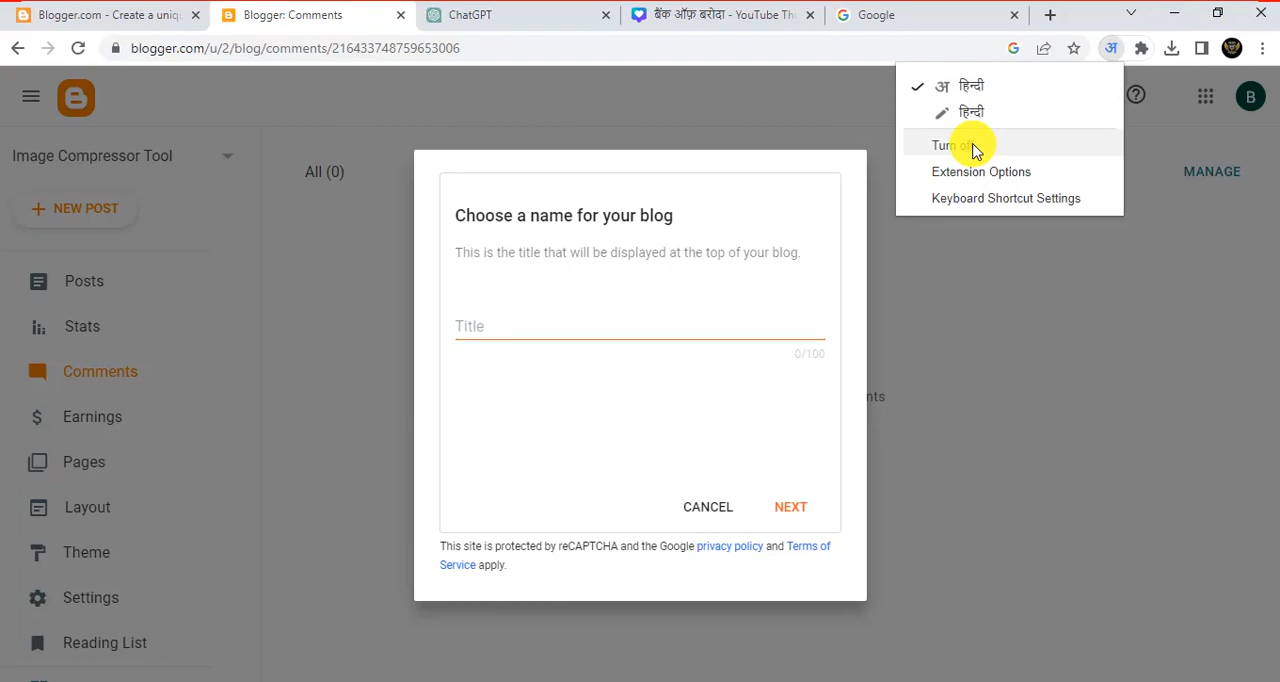 Blogger.com - Create a uniqu
Blogger: Comments
ChatGPT
बैंक ऑफ़ बरोदा - YouTube Th
Google
blogger.com/u/2/blog/comments/216433748759653006
अ
अ हिन्दी
हिन्दी
Turn off
Extension Options
Keyboard Shortcut Settings
B
Image Compressor Tool
All (0)
MANAGE
NEW POST
Choose a name for your blog
This is the title that will be displayed at the top of your blog.
Title
0/100
CANCEL
NEXT
This site is protected by reCAPTCHA and the Google privacy policy and Terms of
Service apply.
Posts
Stats
Comments
Earnings
Pages
Layout
Theme
Settings
Reading List